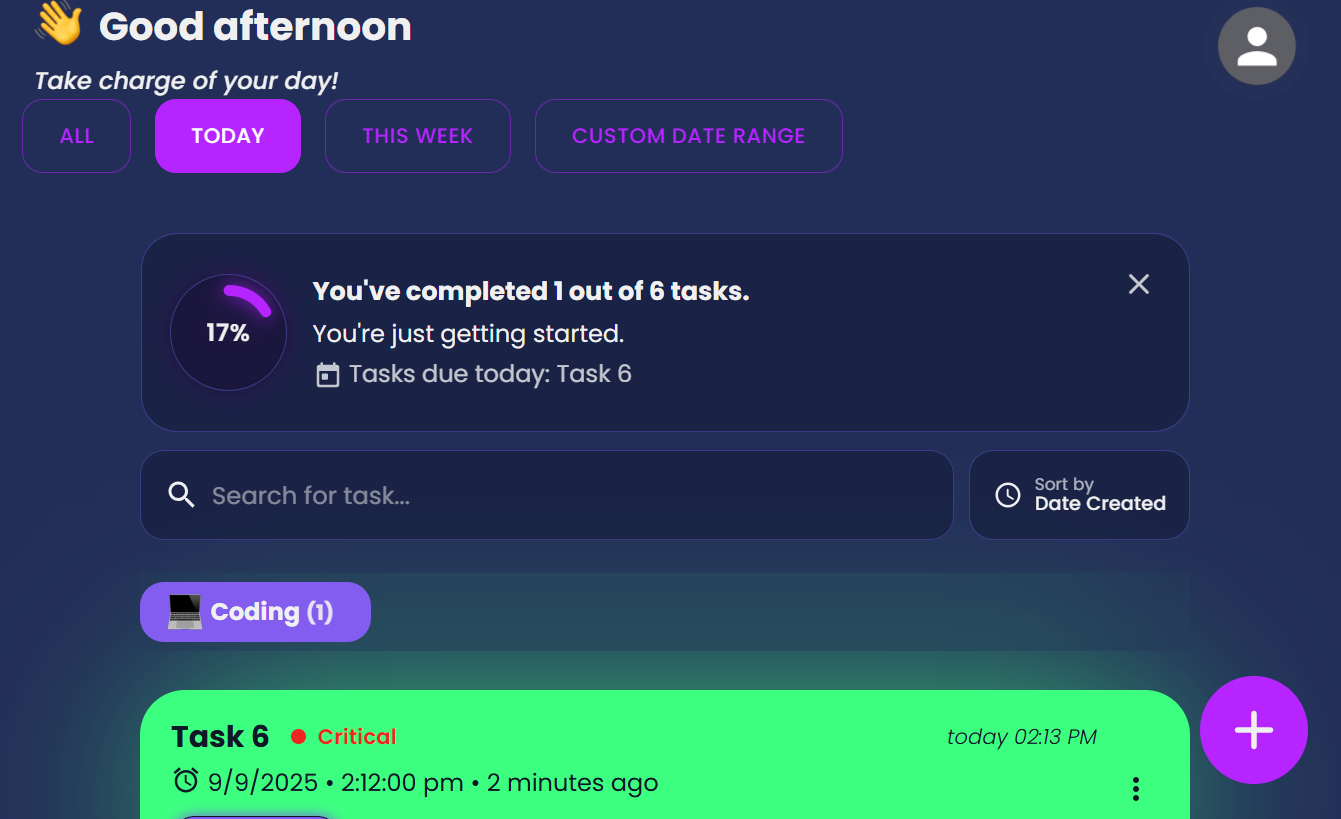 👋 Good afternoon
Take charge of your day!
ALL
TODAY
THIS WEEK
CUSTOM DATE RANGE
17%
You've completed 1 out of 6 tasks.
You're just getting started.
Tasks due today: Task 6
Search for task...
Sort by
Date Created
💻 Coding (1)
Task 6 Critical
today 02:13 PM
9/9/2025 • 2:12:00 pm • 2 minutes ago